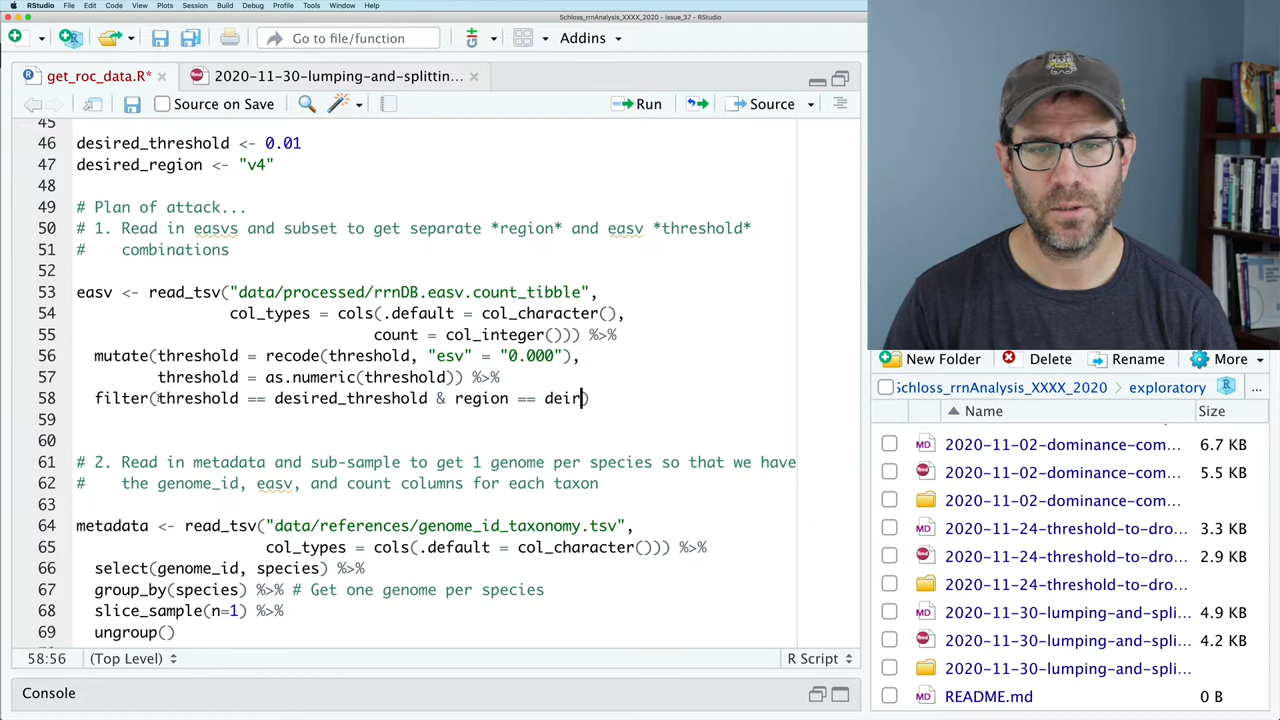 RStudio File Edit Code View Plots Session Build Debug Profile Tools Window Help
Schloss_rrnAnalysis_XXXX_2020 - issue_37 - RStudio
Go to file/function Addins
get_roc_data.R* 2020-11-30-lumping-and-splittin...
Source on Save Run Source
45
46 desired_threshold <- 0.01
47 desired_region <- "v4"
48
49 # Plan of attack...
50 # 1. Read in easvs and subset to get separate *region* and easv *threshold*
51 #    combinations
52
53 easv <- read_tsv("data/processed/rrnDB.easv.count_tibble",
54 col_types = cols(.default = col_character(),
55 count = col_integer())) %>%
56 mutate(threshold = recode(threshold, "esv" = "0.000"),
57 threshold = as.numeric(threshold)) %>%
58 filter(threshold == desired_threshold & region == deir)
59
60
61 # 2. Read in metadata and sub-sample to get 1 genome per species so that we have
62 #    the genome_id, easv, and count columns for each taxon
63
64 metadata <- read_tsv("data/references/genome_id_taxonomy.tsv",
65 col_types = cols(.default = col_character())) %>%
66 select(genome_id, species) %>%
67 group_by(species) %>% # Get one genome per species
68 slice_sample(n=1) %>%
69 ungroup()
58:56 (Top Level) R Script
Console
New Folder Delete Rename More
Schloss_rrnAnalysis_XXXX_2020 exploratory ...
Name Size
2020-11-02-dominance-com... 6.7 KB
2020-11-02-dominance-com... 5.5 KB
2020-11-02-dominance-com...
2020-11-24-threshold-to-dro... 3.3 KB
2020-11-24-threshold-to-dro... 2.9 KB
2020-11-24-threshold-to-dro...
2020-11-30-lumping-and-spli... 4.9 KB
2020-11-30-lumping-and-spli... 4.2 KB
2020-11-30-lumping-and-spli...
README.md 0 B